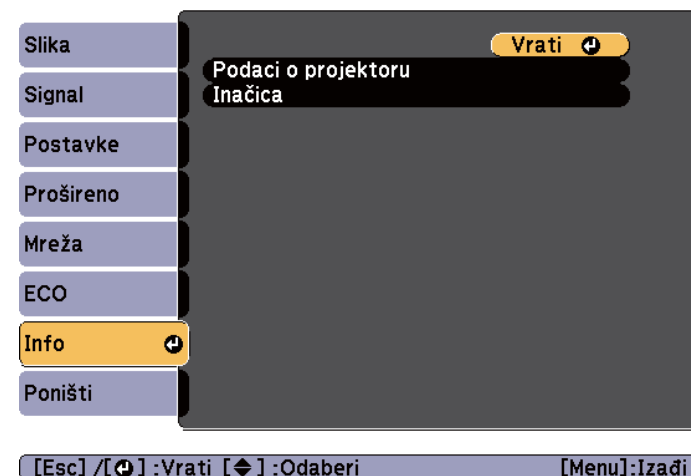 Slika
Signal
Postavke
Prošireno
Mreža
ECO
Info
Poništi
Vrati
Podaci o projektoru
Inačica
[Esc] /[⏎] :Vrati [◆] :Odaberi [Menu]:Izađi